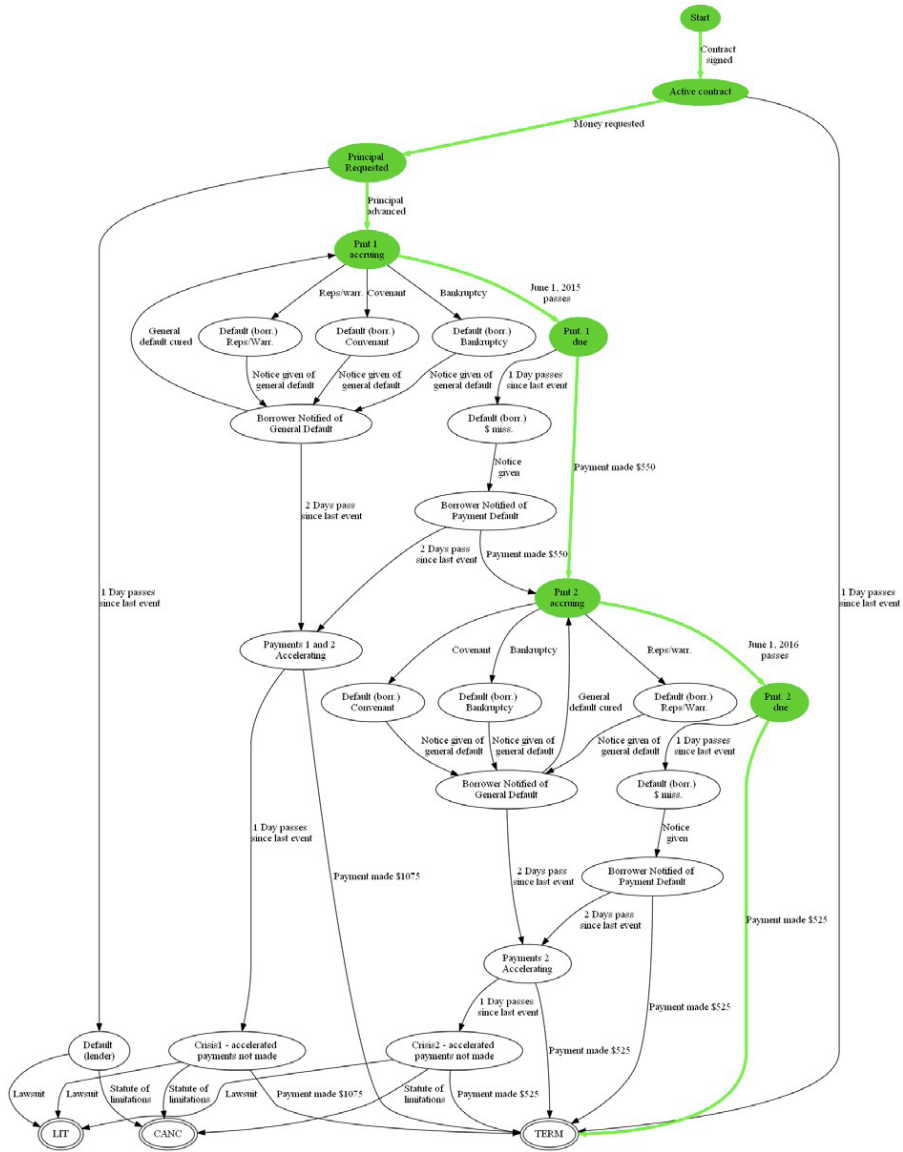 Start
Contract
signed
Active contract
Money requested
Principal
Requested
Principal
advanced
Pmt 1
accruing
Reps/warr.
Covenant
Bankruptcy
June 1, 2015
passes
General
default cured
Default (borr.)
Reps/Warr.
Default (borr.)
Convenant
Default (borr.)
Bankruptcy
Pmt. 1
due
Notice given of
general default
Notice given of
general default
Notice given of
general default
1 Day passes
since last event
Borrower Notified of
General Default
Default (borr.)
$ miss.
Notice
given
Payment made $550
2 Days pass
since last event
Borrower Notified of
Payment Default
2 Days pass
since last event
Payment made $550
1 Day passes
since last event
1 Day passes
since last event
Pmt 2
accruing
Payments 1 and 2
Accelerating
Covenant
Bankruptcy
Reps/warr.
June 1, 2016
passes
Default (borr.)
Convenant
Default (borr.)
Bankruptcy
General
default cured
Default (borr.)
Reps/Warr.
Pmt. 2
due
Notice given of
general default
Notice given of
general default
Notice given of
general default
1 Day passes
since last event
Borrower Notified of
General Default
Default (borr.)
$ miss.
1 Day passes
since last event
Notice
given
Payment made $1075
2 Days pass
since last event
Borrower Notified of
Payment Default
2 Days pass
since last event
Payment made $525
Payments 2
Accelerating
1 Day passes
since last event
Payment made $525
Payment made $525
Default
(lender)
Crisis1 - accelerated
payments not made
Crisis2 - accelerated
payments not made
Lawsuit
Statute of
limitations
Lawsuit
Statute of
limitations
Lawsuit
Payment made $1075
Statute of
limitations
Payment made $525
LIT
CANC
TERM